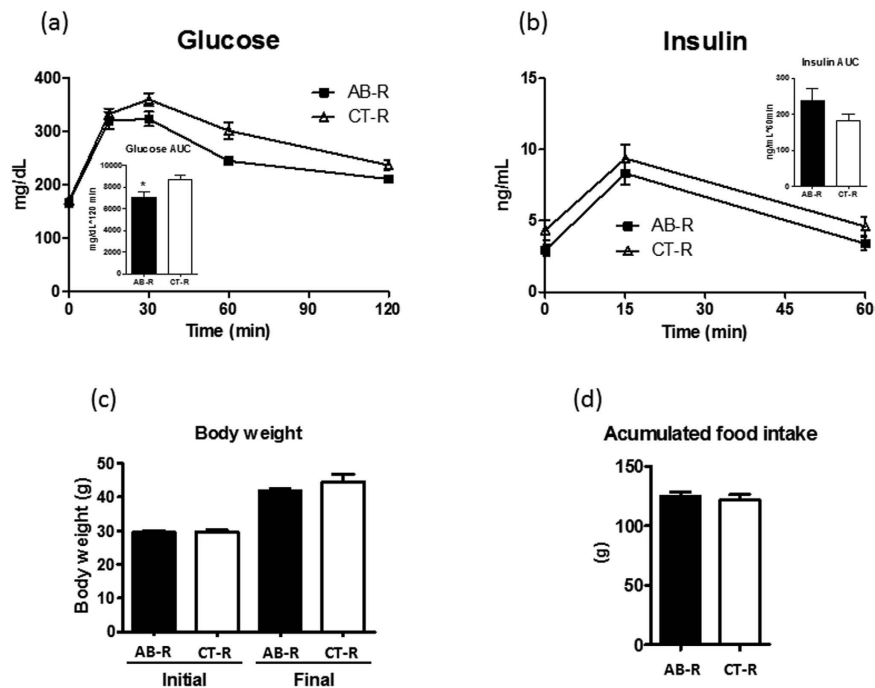 (a)
Glucose
400
300
200
100
0
mg/dL
AB-R
CT-R
Glucose AUC
10000
8000
6000
4000
2000
0
mg/dL*120 min
*
AB-R
CT-R
0
30
60
90
120
Time (min)
(b)
Insulin
15
10
5
0
ng/mL
AB-R
CT-R
Insulin AUC
300
200
100
0
ng/mL*60min
AB-R
CT-R
0
15
30
45
60
Time (min)
(c)
Body weight
50
40
30
20
10
0
Body weight (g)
AB-R
CT-R
AB-R
CT-R
Initial
Final
(d)
Acumulated food intake
150
100
50
0
(g)
AB-R
CT-R